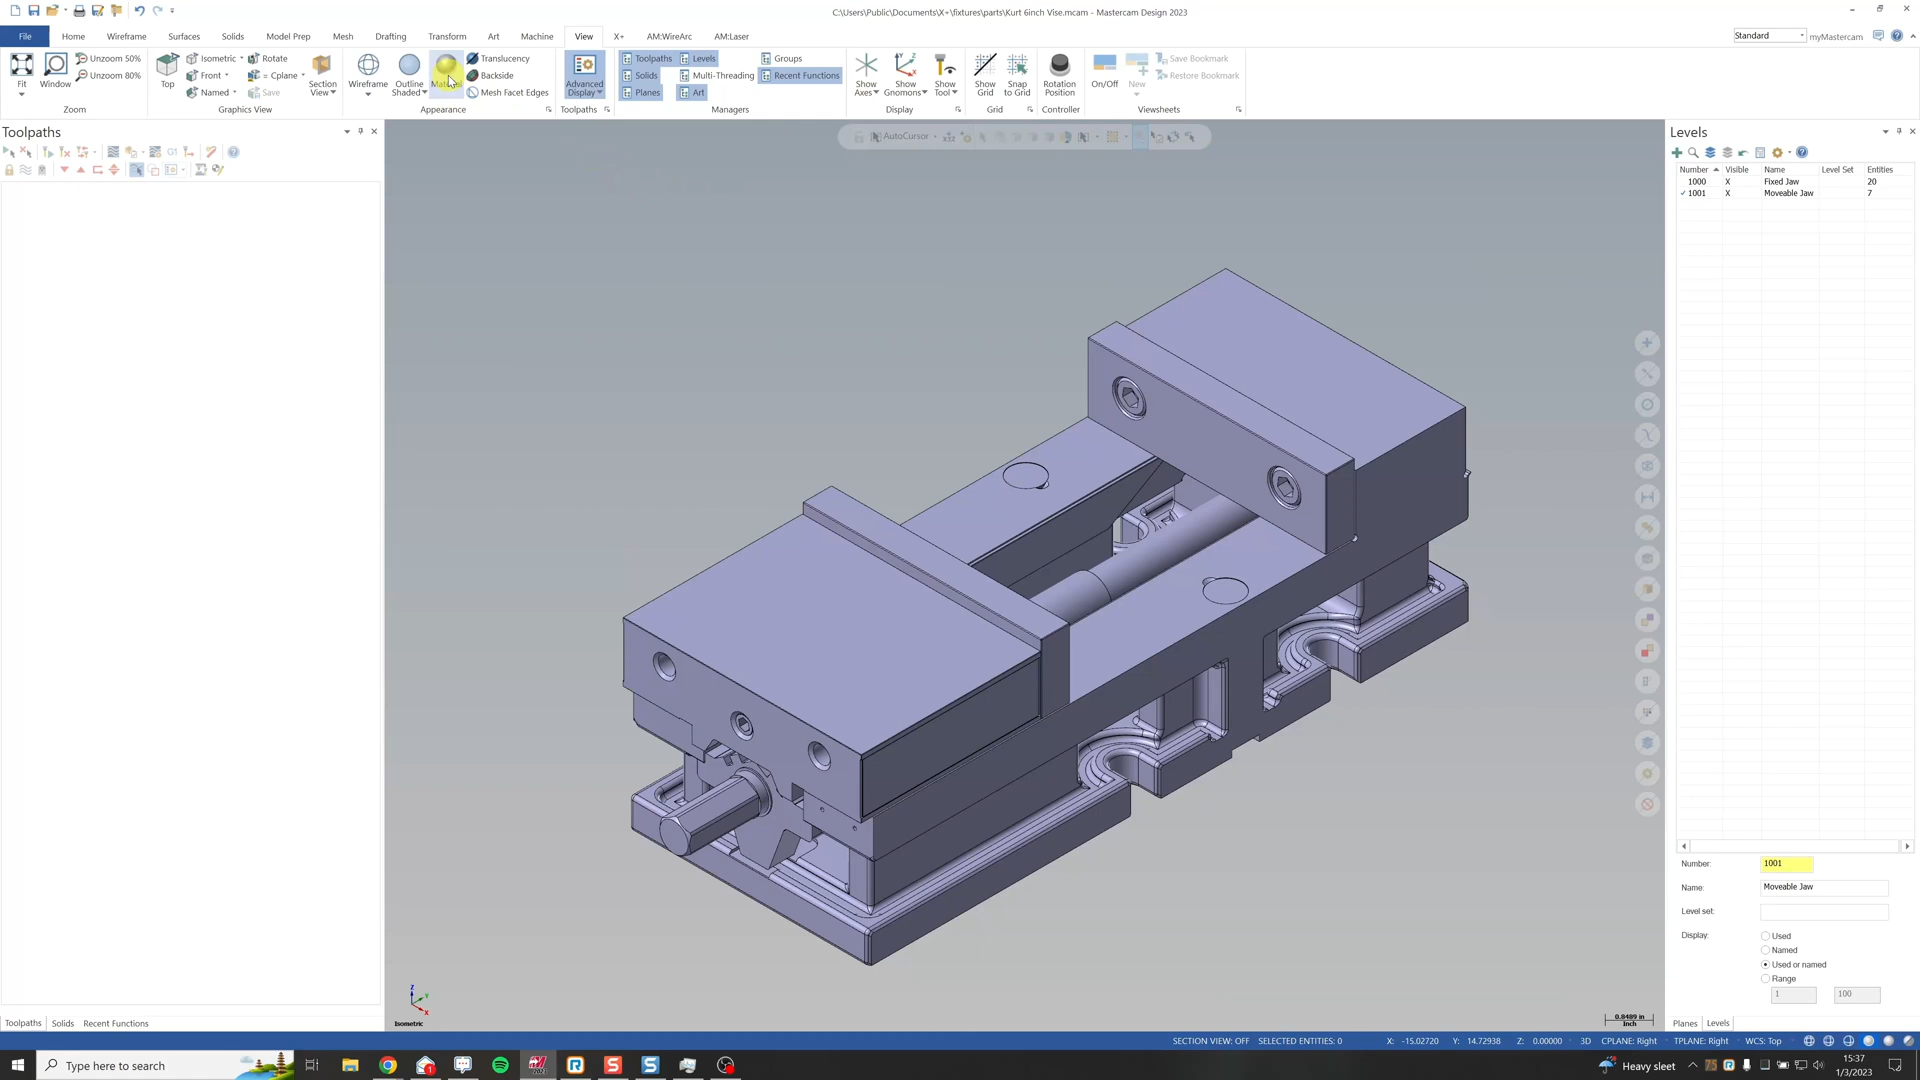 C:\Users\Public\Documents\X+\fixtures\parts\Kurt 6inch Vise.mcam - Mastercam Design 2023
File Home Wireframe Surfaces Solids Model Prep Mesh Drafting Transform Art Machine View X+ AM:WireArc AM:Laser
Standard myMastercam
Fit Window Unzoom 50% Unzoom 80%
Zoom
Top Isometric Front Named Rotate = Cplane Save Section View
Graphics View
Wireframe Outline Shaded Translucency Backside Mesh Facet Edges
Appearance
Advanced Display
Toolpaths
Toolpaths Solids Planes Levels Multi-Threading Art Groups Recent Functions
Managers
Show Axes Show Gnomons Show Tool
Display
Show Grid Snap to Grid
Grid
Rotation Position
Controller
On/Off New Save Bookmark Restore Bookmark
Viewsheets
Toolpaths
G1
AutoCursor
Levels
Number Visible Name Level Set Entities
1000 X Fixed Jaw 20
1001 X Moveable Jaw 7
Number: 1001
Name: Moveable Jaw
Level set:
Display: Used
Named
Used or named
Range
1 100
Z
Y
X
Isometric
0.8489 in
Inch
Toolpaths Solids Recent Functions
Planes Levels
SECTION VIEW: OFF SELECTED ENTITIES: 0 X: -15.02720 Y: 14.72938 Z: 0.00000 3D CPLANE: Right TPLANE: Right WCS: Top
Type here to search
Heavy sleet
15:37
1/3/2023